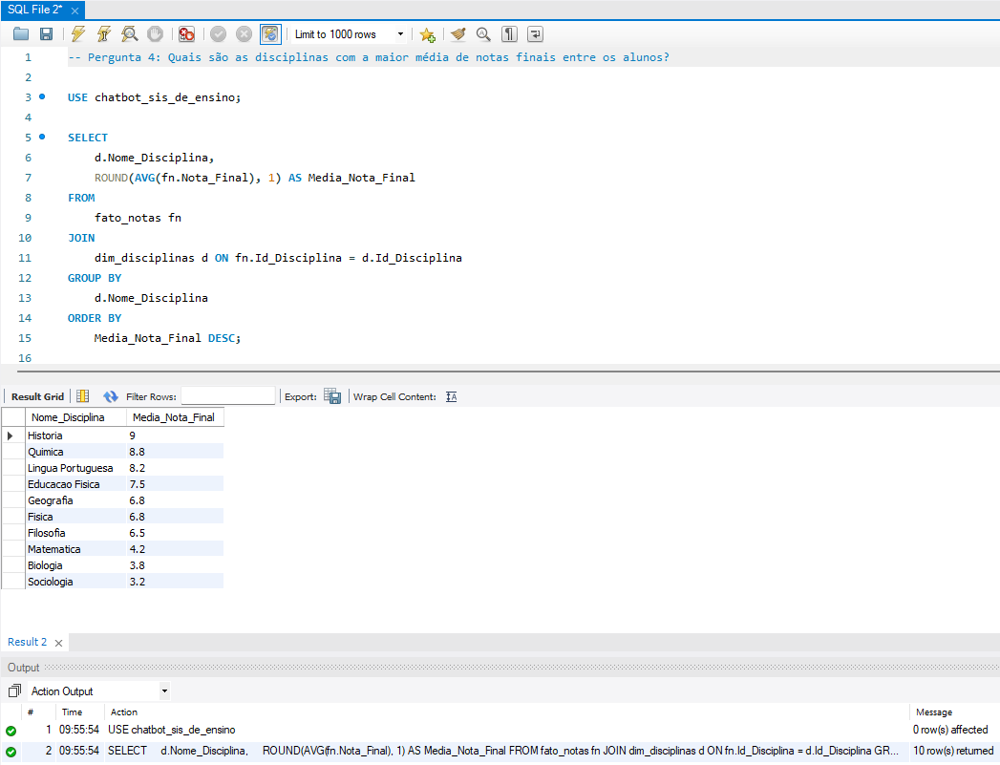 SQL File 2*
Limit to 1000 rows
1 -- Pergunta 4: Quais são as disciplinas com a maior média de notas finais entre os alunos?
2
3 USE chatbot_sis_de_ensino;
4
5 SELECT
6 d.Nome_Disciplina,
7 ROUND(AVG(fn.Nota_Final), 1) AS Media_Nota_Final
8 FROM
9 fato_notas fn
10 JOIN
11 dim_disciplinas d ON fn.Id_Disciplina = d.Id_Disciplina
12 GROUP BY
13 d.Nome_Disciplina
14 ORDER BY
15 Media_Nota_Final DESC;
16
Result Grid Filter Rows: Export: Wrap Cell Content:
Nome_Disciplina Media_Nota_Final
Historia 9
Quimica 8.8
Lingua Portuguesa 8.2
Educacao Fisica 7.5
Geografia 6.8
Fisica 6.8
Filosofia 6.5
Matematica 4.2
Biologia 3.8
Sociologia 3.2
Result 2
Output
Action Output
# Time Action Message
1 09:55:54 USE chatbot_sis_de_ensino 0 row(s) affected
2 09:55:54 SELECT d.Nome_Disciplina, ROUND(AVG(fn.Nota_Final), 1) AS Media_Nota_Final FROM fato_notas fn JOIN dim_disciplinas d ON fn.Id_Disciplina = d.Id_Disciplina GR... 10 row(s) returned